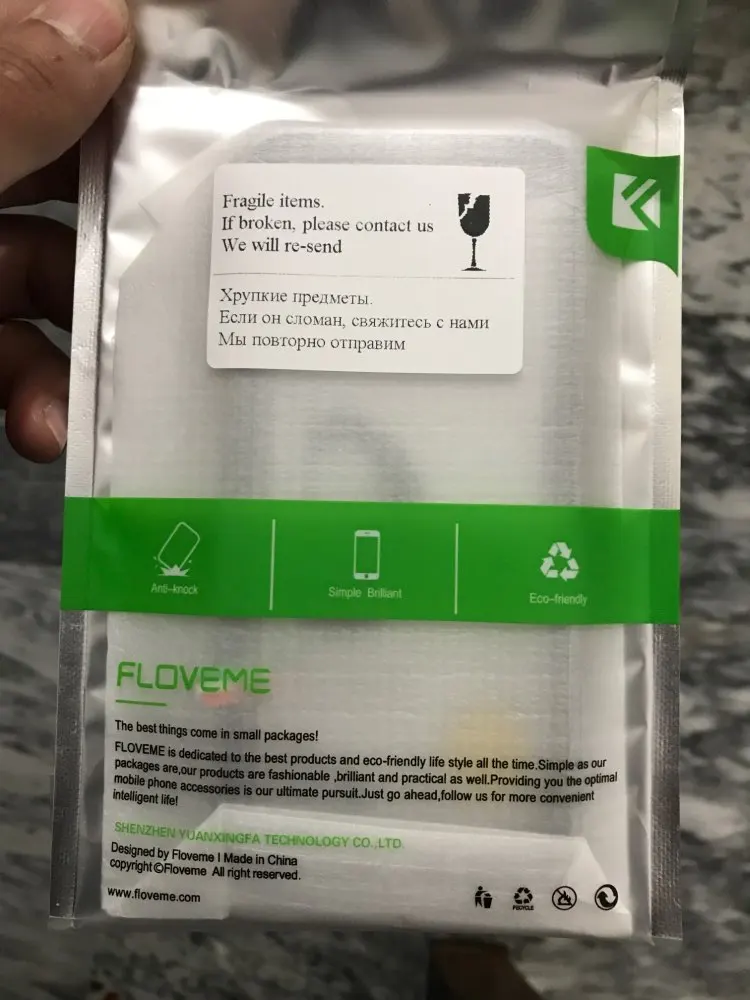 Fragile items.
If broken, please contact us
We will re-send
Хрупкие предметы.
Если он сломан, свяжитесь с нами
Мы повторно отправим
Anti-knock
Simple Brilliant
Eco-friendly
FLOVEME
The best things come in small packages!
FLOVEME is dedicated to the best products and eco-friendly life style all the time.Simple as our
packages are,our products are fashionable ,brilliant and practical as well.Providing you the optimal
mobile phone accessories is our ultimate pursuit.Just go ahead,follow us for more convenient
intelligent life!
SHENZHEN YUANXINGFA TECHNOLOGY CO.,LTD.
Designed by Floveme I Made in China
copyright ©Floveme All right reserved.
www.floveme.com
RECYCLE